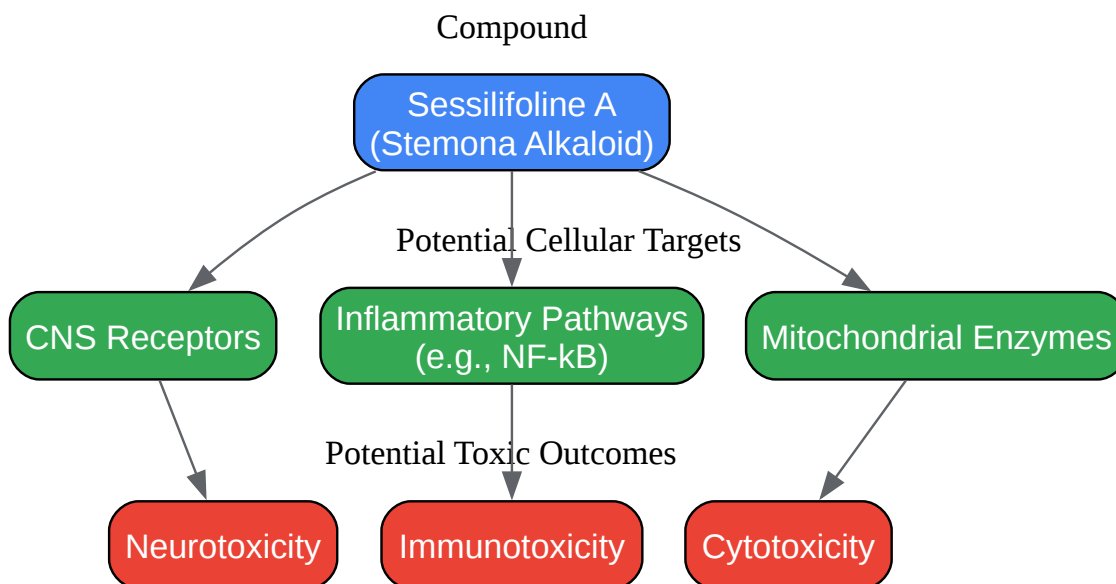 Compound
Sessilifoline A
(Stemona Alkaloid)
Potential Cellular Targets
CNS Receptors
Inflammatory Pathways
(e.g., NF-kB)
Mitochondrial Enzymes
Potential Toxic Outcomes
Neurotoxicity
Immunotoxicity
Cytotoxicity